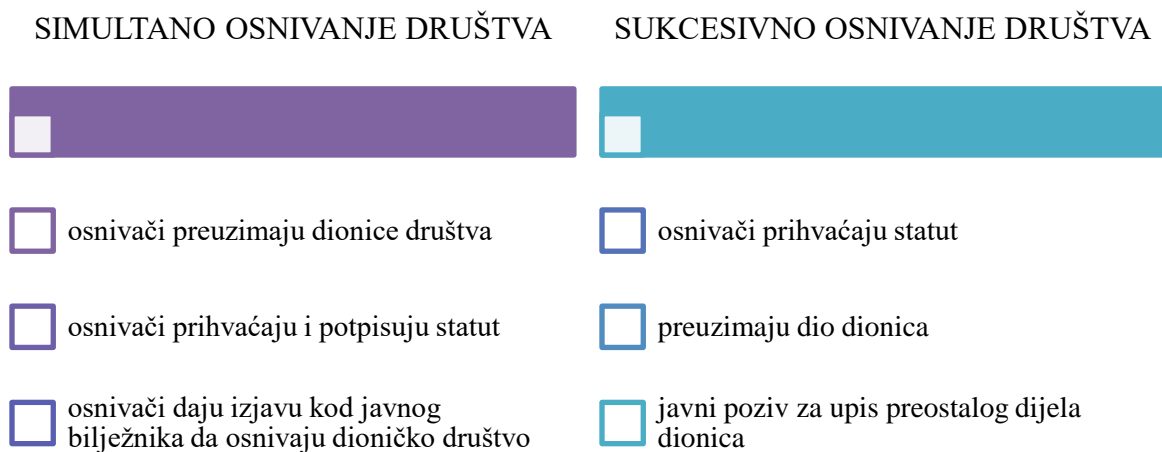 SIMULTANO OSNIVANJE DRUŠTVA
osnivači preuzimaju dionice društva
osnivači prihvaćaju i potpisuju statut
osnivači daju izjavu kod javnog
bilježnika da osnivaju dioničko društvo
SUKCESIVNO OSNIVANJE DRUŠTVA
osnivači prihvaćaju statut
preuzimaju dio dionica
javni poziv za upis preostalog dijela
dionica